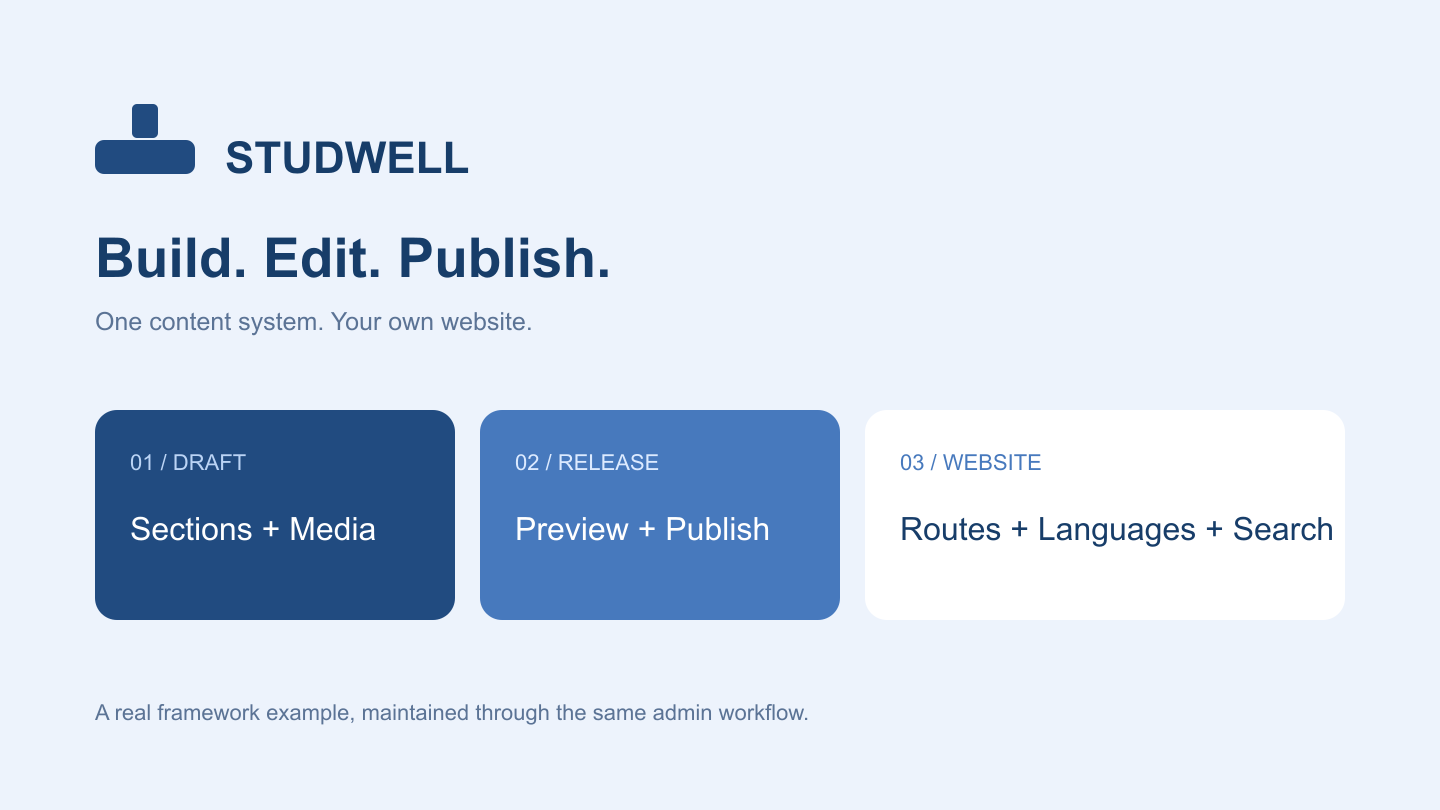 STUDWELL
Build. Edit. Publish.
One content system. Your own website.
01 / DRAFT
Sections + Media
02 / RELEASE
Preview + Publish
03 / WEBSITE
Routes + Languages + Search
A real framework example, maintained through the same admin workflow.